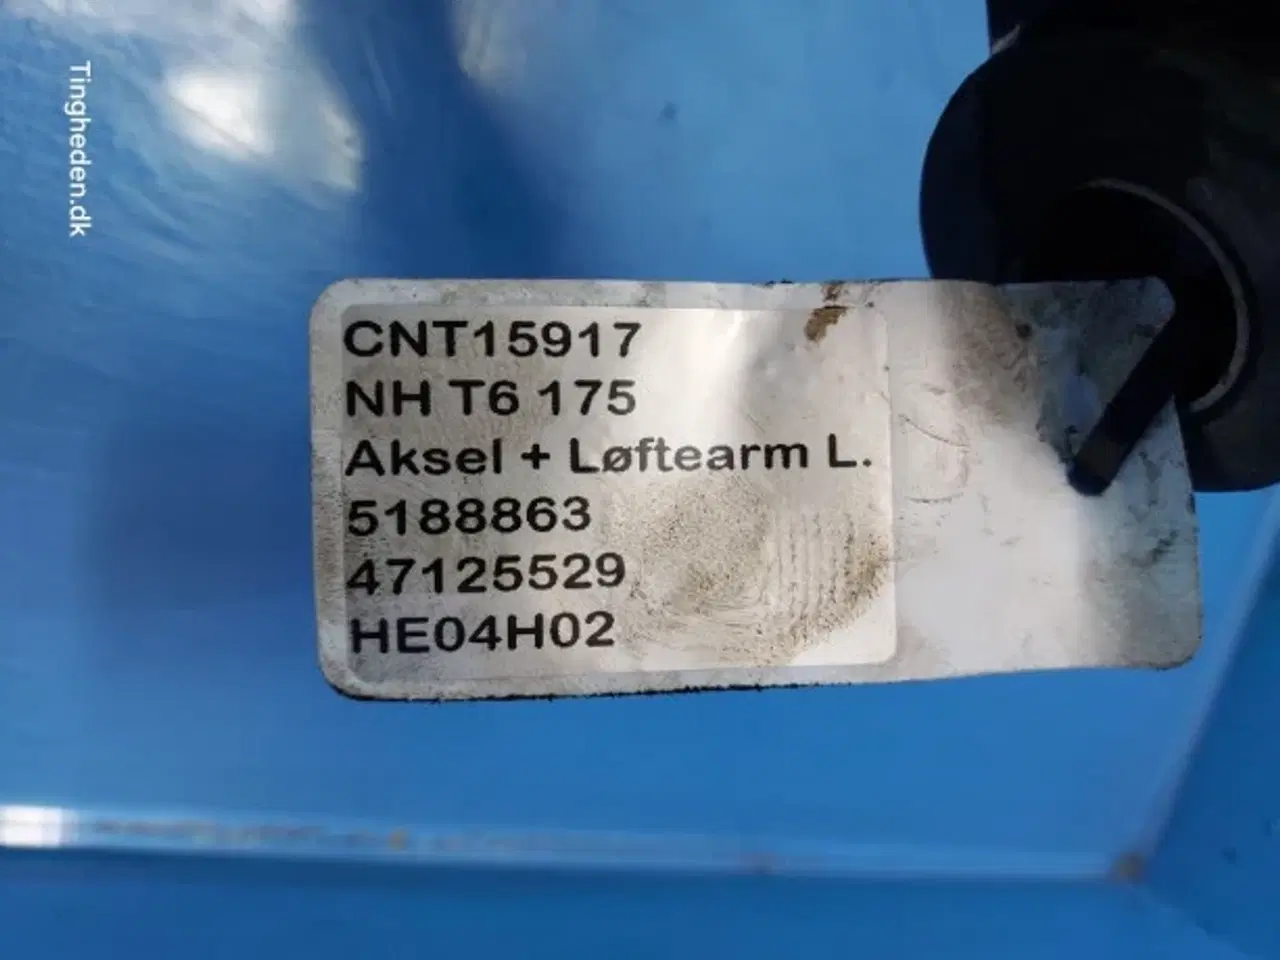 Tingheden.dk
CNT15917
NH T6 175
Aksel + Løftearm L.
5188863
47125529
HE04H02